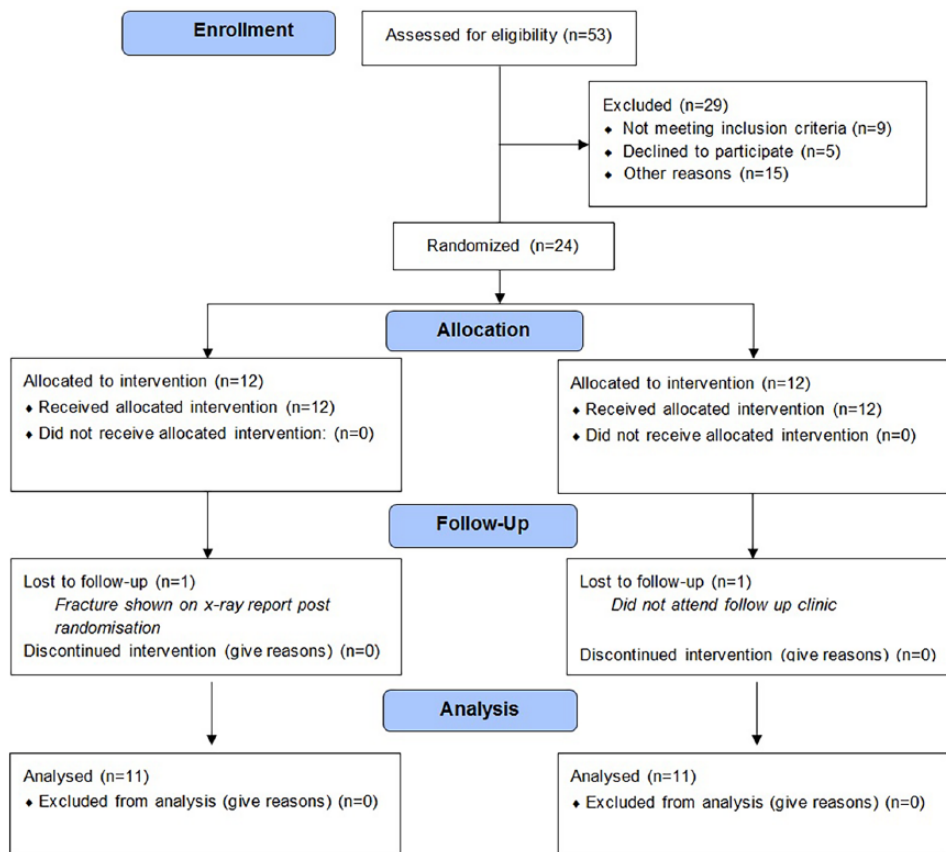 Enrollment
Assessed for eligibility (n=53)
Excluded (n=29)
♦ Not meeting inclusion criteria (n=9)
♦ Declined to participate (n=5)
♦ Other reasons (n=15)
Randomized (n=24)
Allocation
Allocated to intervention (n=12)
♦ Received allocated intervention (n=12)
♦ Did not receive allocated intervention: (n=0)
Allocated to intervention (n=12)
♦ Received allocated intervention (n=12)
♦ Did not receive allocated intervention (n=0)
Follow-Up
Lost to follow-up (n=1)
Fracture shown on x-ray report post
randomisation
Discontinued intervention (give reasons) (n=0)
Lost to follow-up (n=1)
Did not attend follow up clinic
Discontinued intervention (give reasons) (n=0)
Analysis
Analysed (n=11)
♦ Excluded from analysis (give reasons) (n=0)
Analysed (n=11)
♦ Excluded from analysis (give reasons) (n=0)